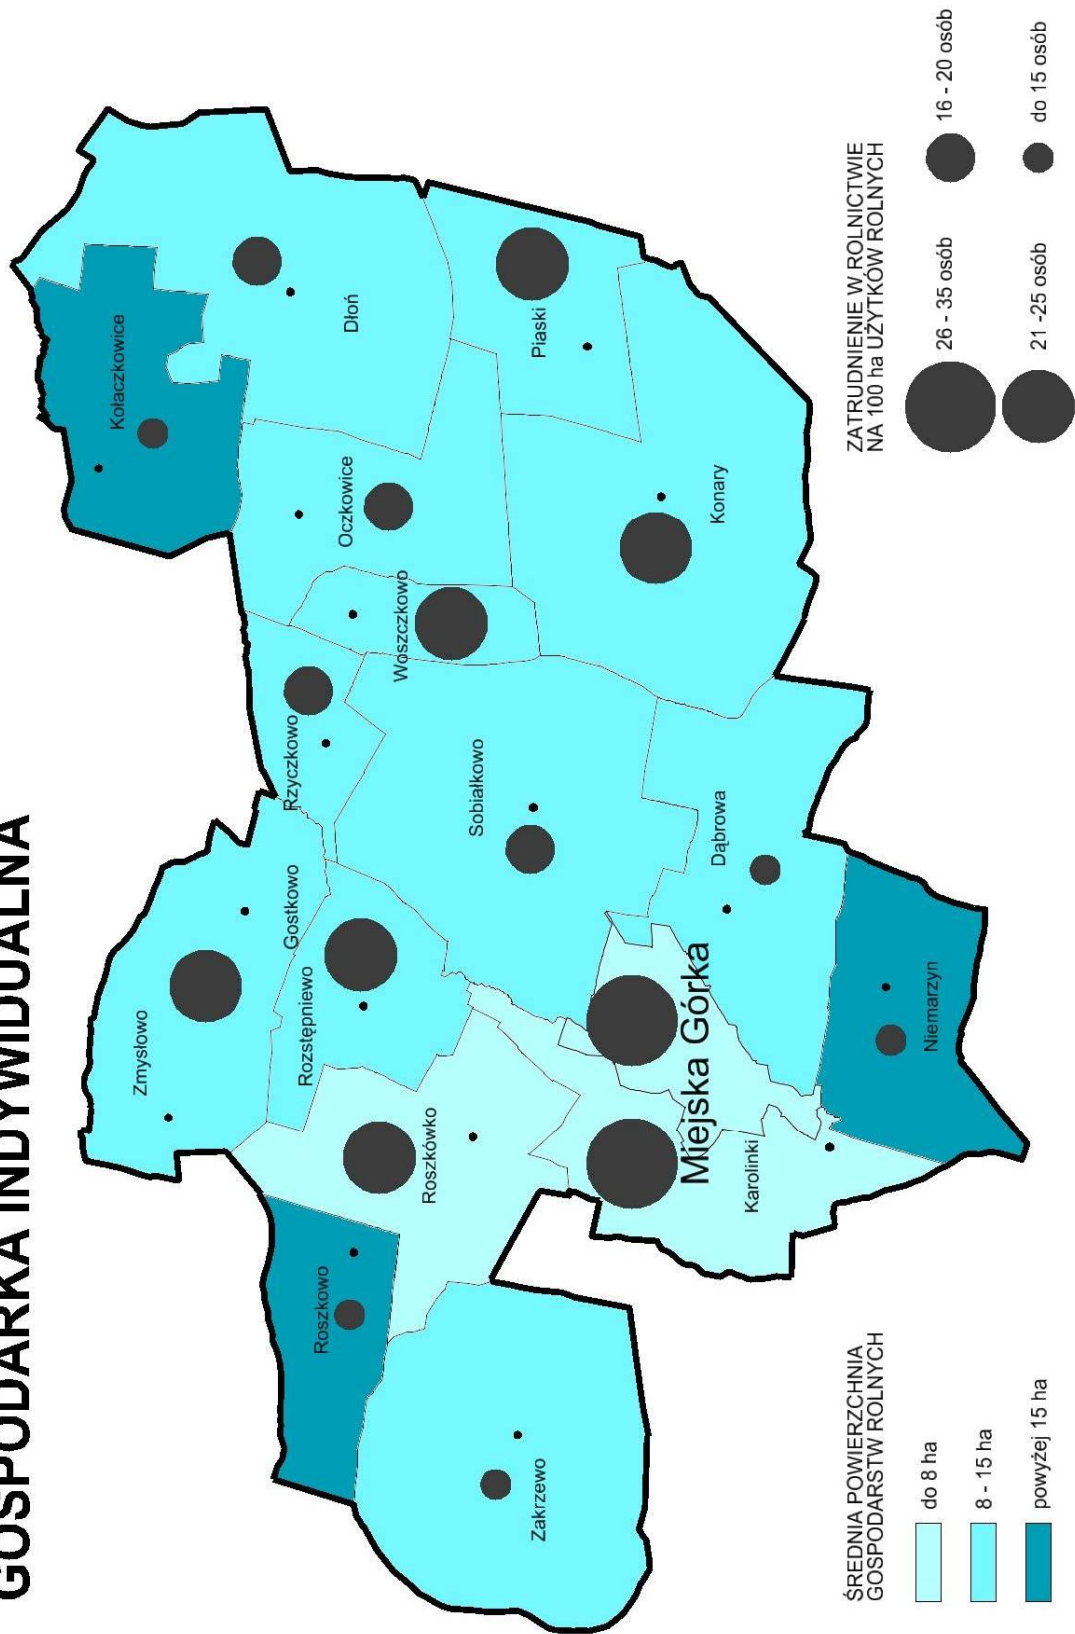 GOSPODARKA INDYWIDUALNA
Kołaczkowice
Dłoń
Piaski
Oczkowice
Konary
Woszczkowo
Rzyczkowo
Sobiałkowo
Dąbrowa
Gostkowo
Zmysłowo
Rozstępniewo
Roszkówko
Miejska Górka
Karolinki
Niemarzyn
Roszkowo
Zakrzewo
ŚREDNIA POWIERZCHNIA
GOSPODARSTW ROLNYCH
do 8 ha
8 - 15 ha
powyżej 15 ha
ZATRUDNIENIE W ROLNICTWIE
NA 100 ha UŻYTKÓW ROLNYCH
26 - 35 osób
16 - 20 osób
21 -25 osób
do 15 osób